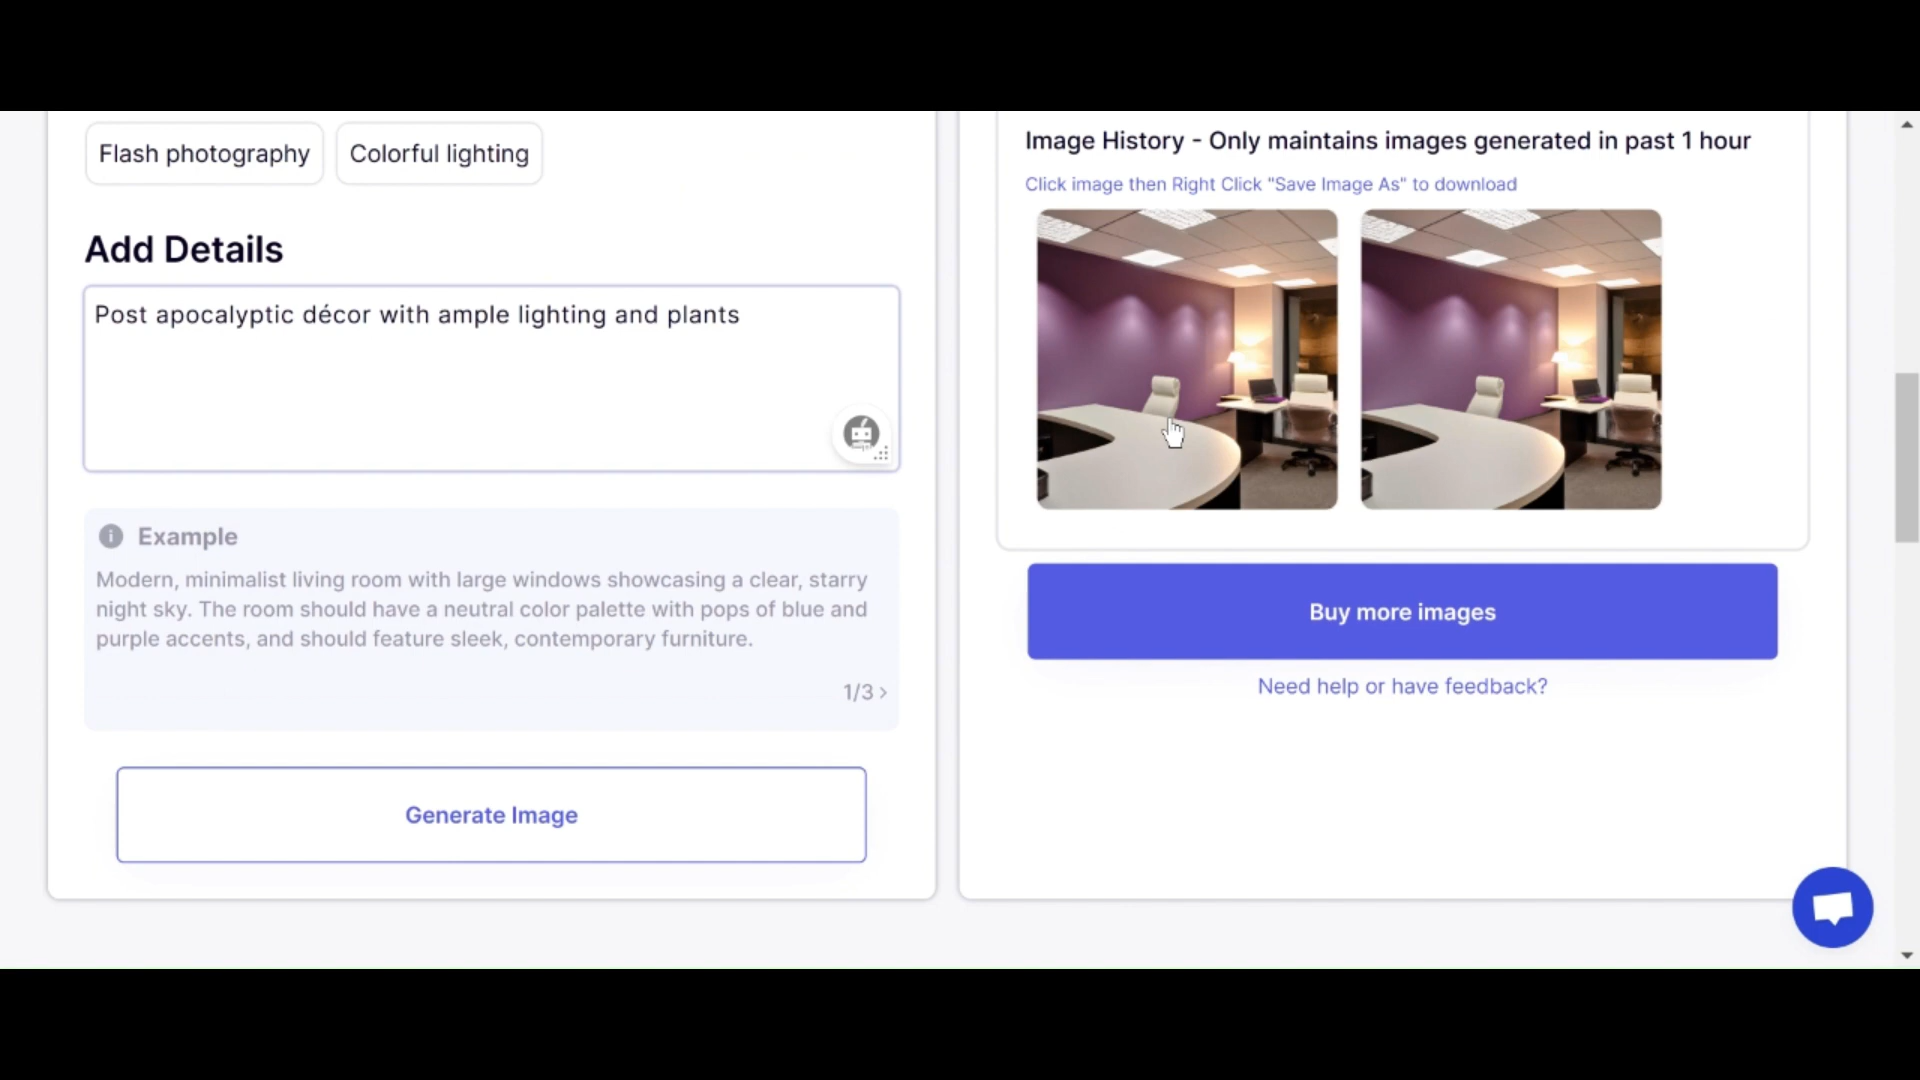 Flash photography
Colorful lighting
Add Details
Post apocalyptic décor with ample lighting and plants
Example
Modern, minimalist living room with large windows showcasing a clear, starry
night sky. The room should have a neutral color palette with pops of blue and
purple accents, and should feature sleek, contemporary furniture.
1/3 >
Generate Image
Image History - Only maintains images generated in past 1 hour
Click image then Right Click "Save Image As" to download
Buy more images
Need help or have feedback?